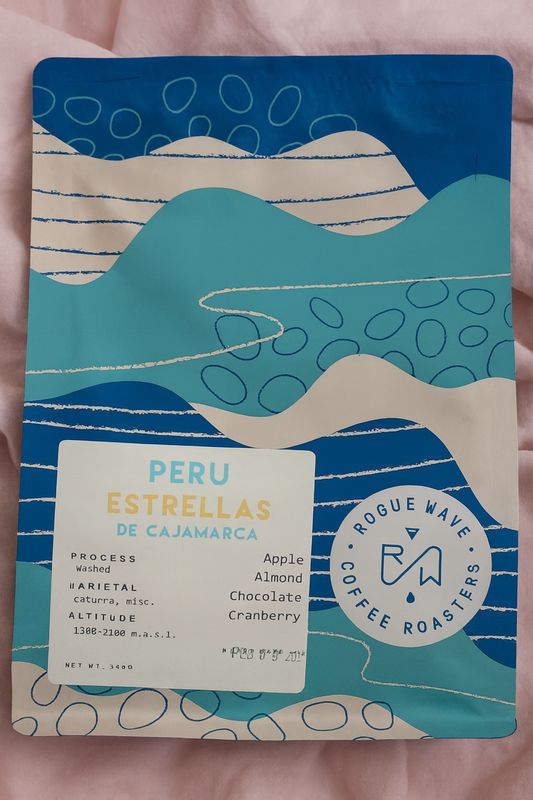 PERU
ESTRELLAS
DE CAJAMARCA
PROCESS
Washed
VARIETAL
caturra, misc.
ALTITUDE
1300-2100 m.a.s.l.
Apple
Almond
Chocolate
Cranberry
NET WT. 340g
ROGUE WAVE
RW
COFFEE ROASTERS